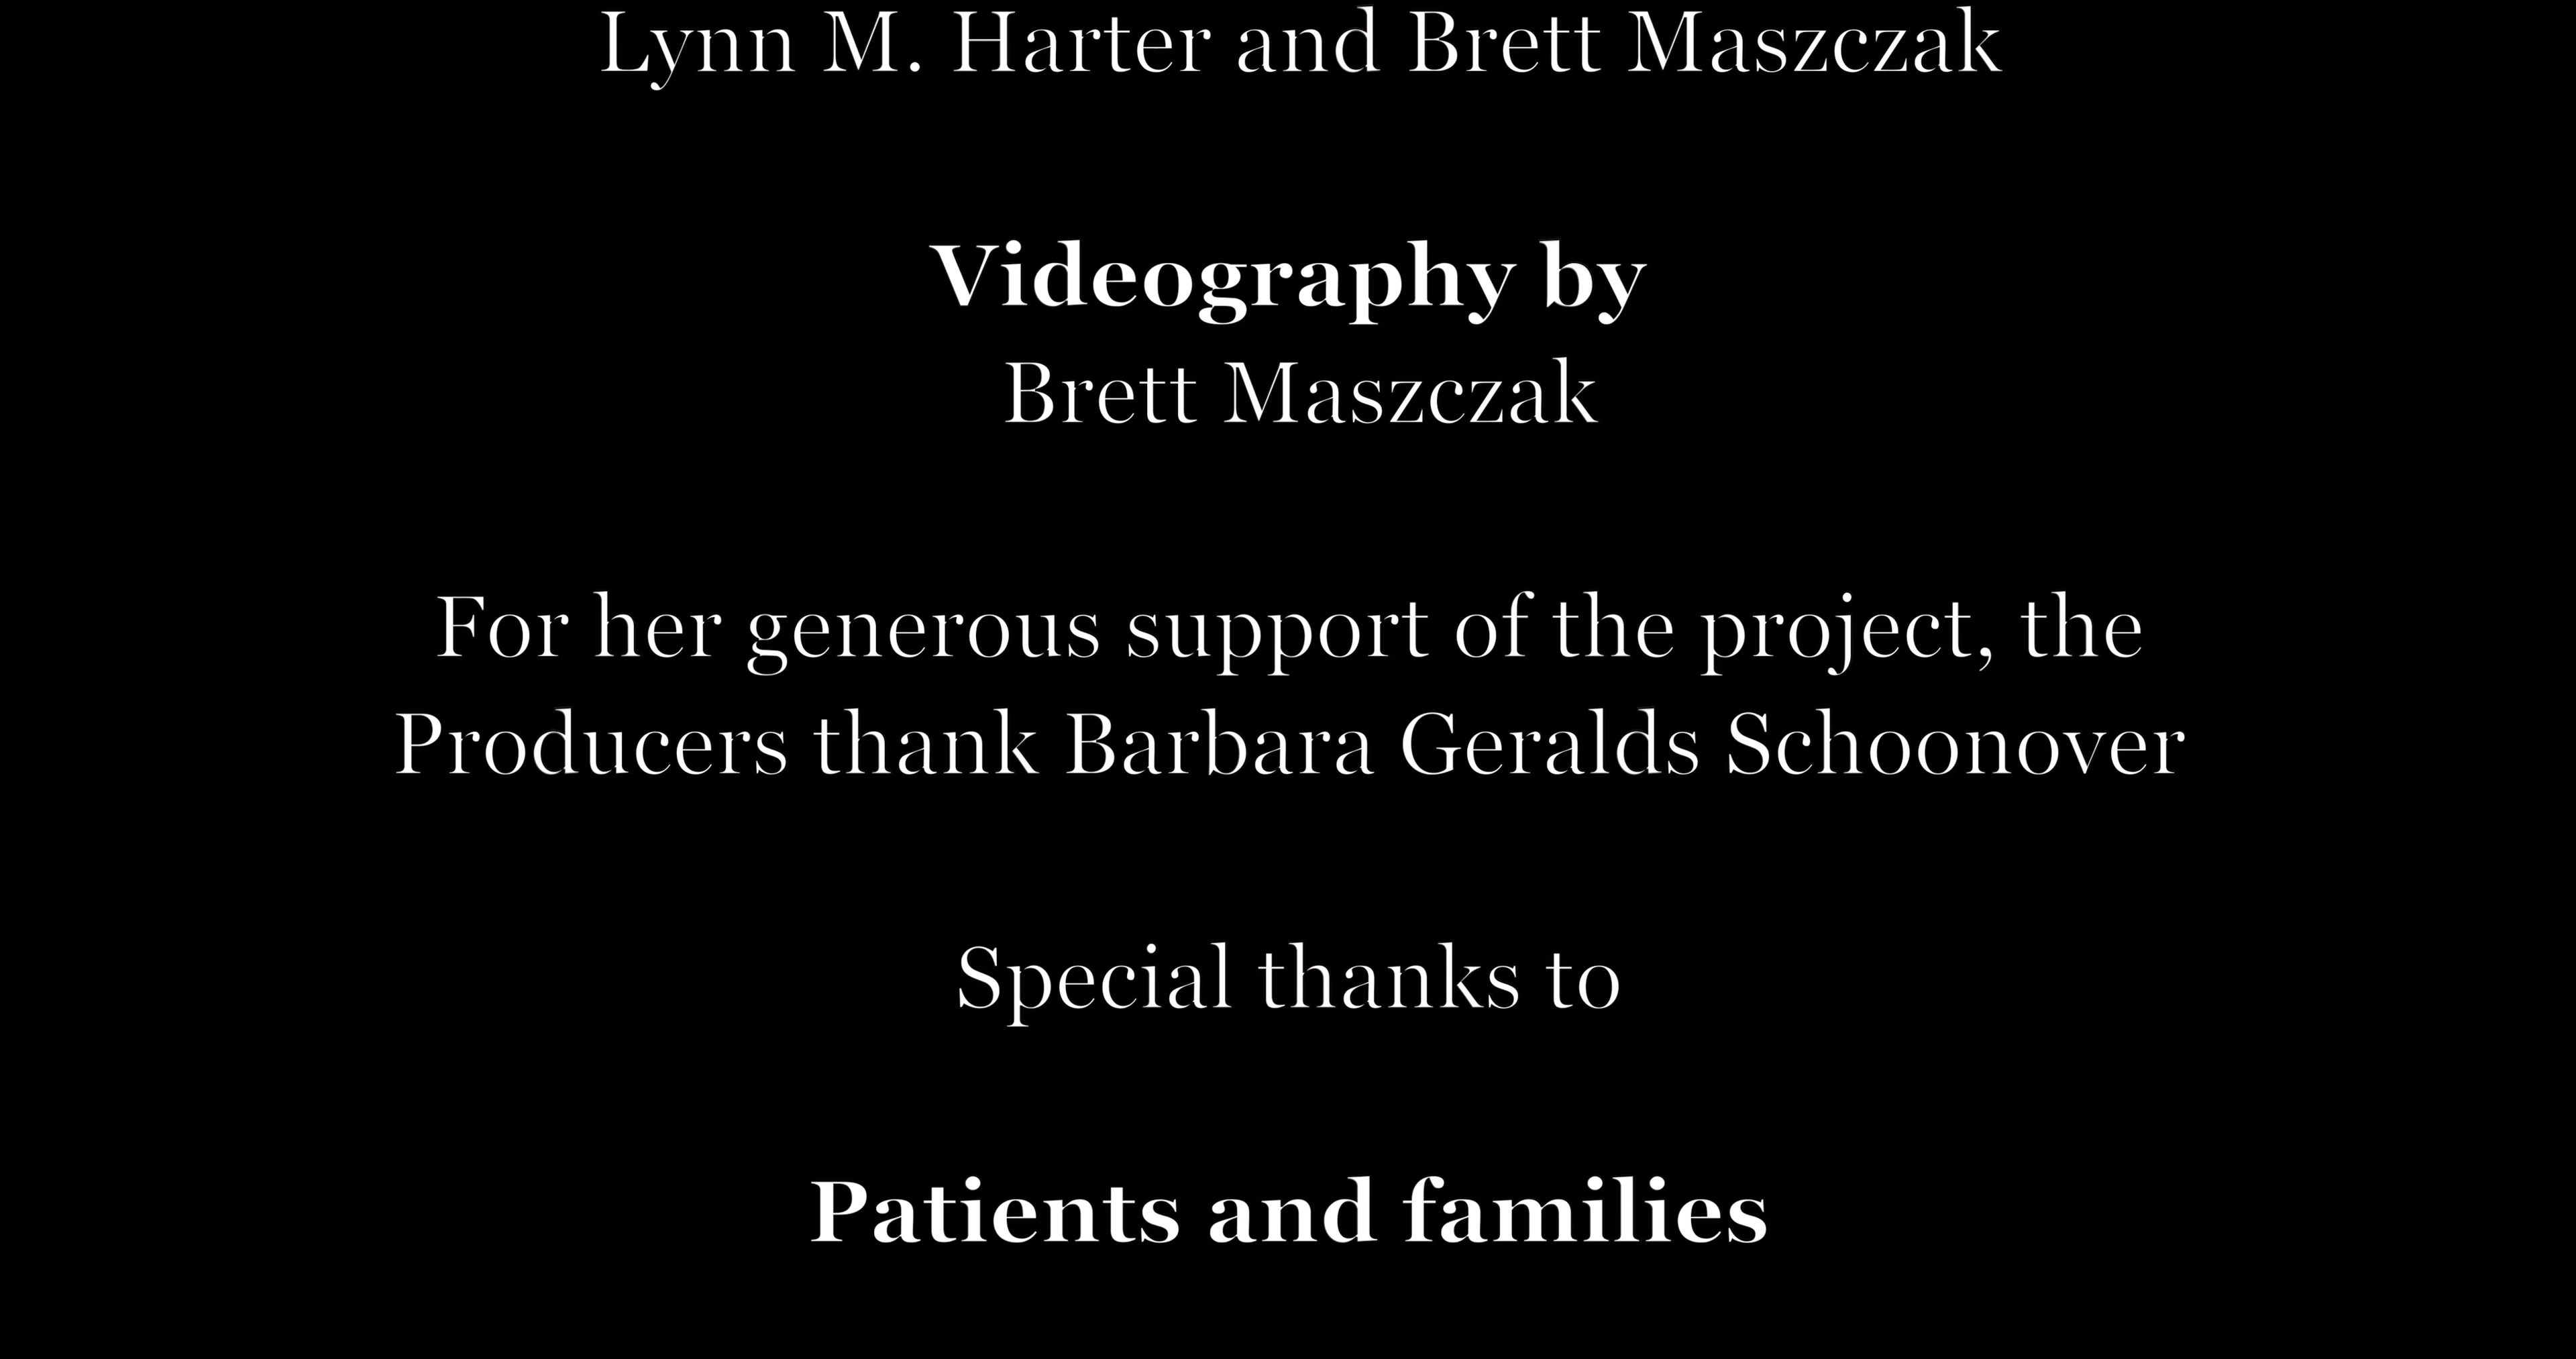 Lynn M. Harter and Brett Maszczak
Videography by
Brett Maszczak
For her generous support of the project, the
Producers thank Barbara Geralds Schoonover
Special thanks to
Patients and families